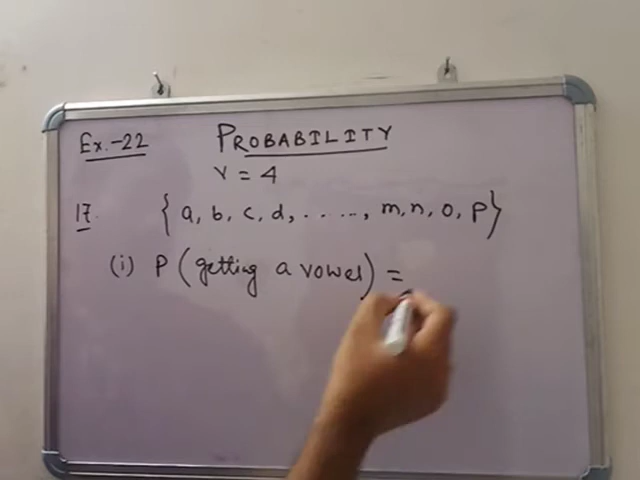 Ex.-22
PROBABILITY
v = 4
17. { a, b, c, d, ......, m, n, o, p }
(i) P (getting a vowel) =